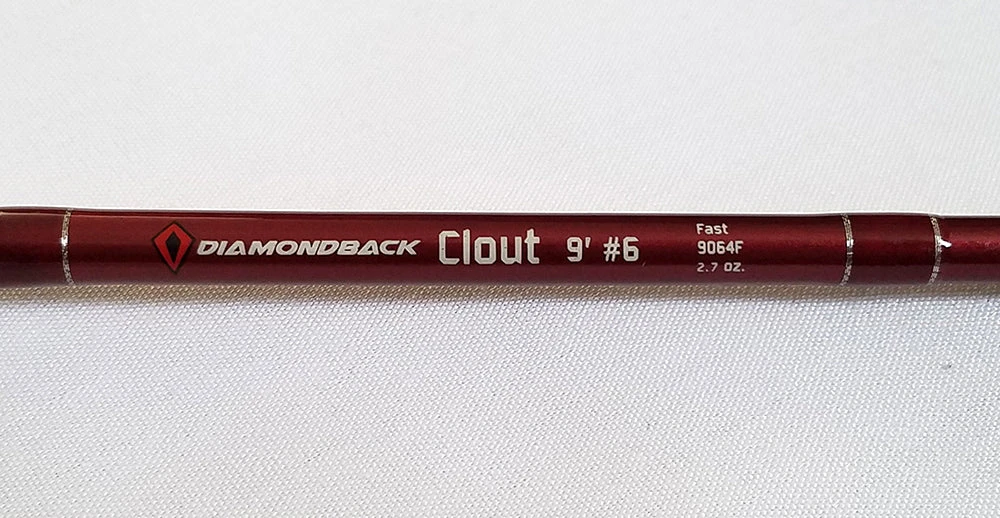 DIAMONDBACK Clout 9' #6
Fast
9064F
2.7 OZ.